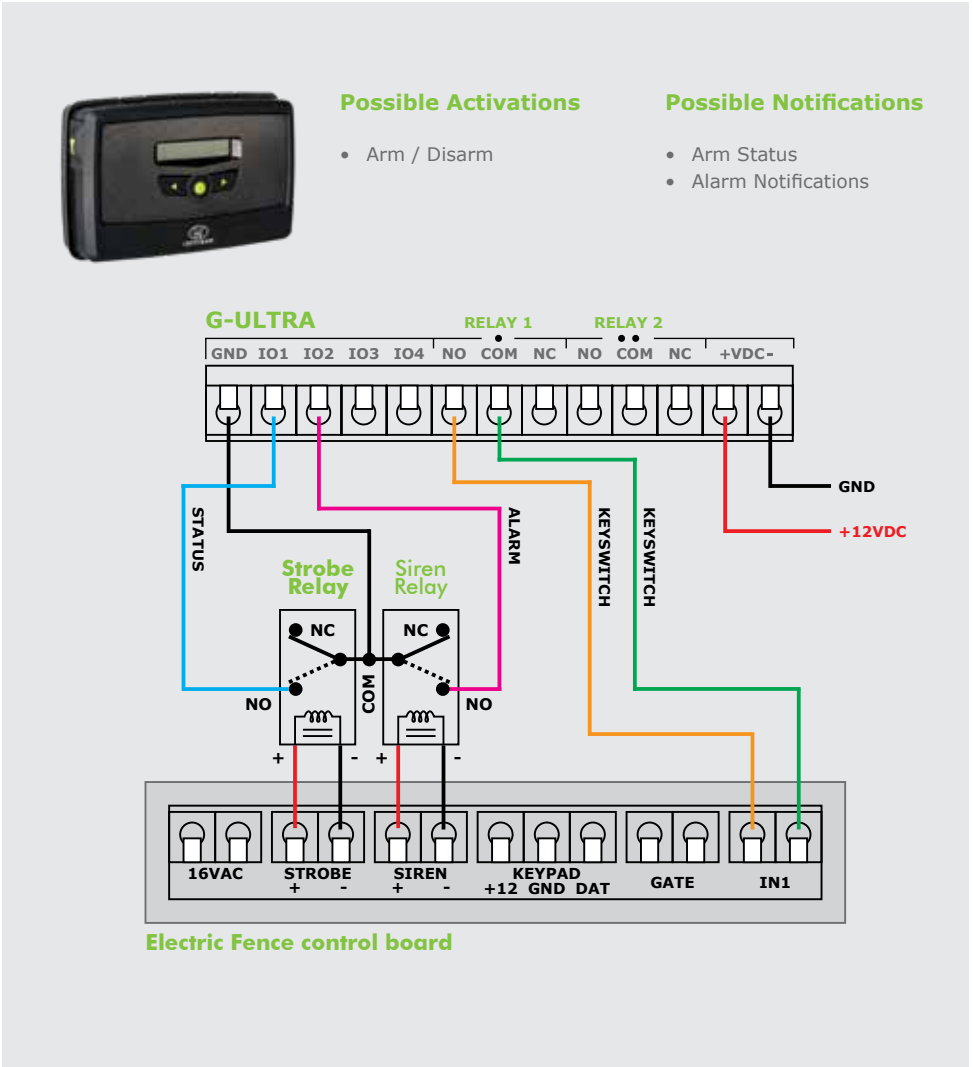 Possible Activations
• Arm / Disarm
Possible Notifications
• Arm Status
• Alarm Notifications
G-ULTRA
RELAY 1
RELAY 2
GND IO1 IO2 IO3 IO4 NO COM NC NO COM NC +VDC-
GND
+12VDC
STATUS
ALARM
KEYSWITCH
KEYSWITCH
Strobe
Relay
Siren
Relay
NC
NC
NO
COM
NO
+ - + -
16VAC STROBE SIREN KEYPAD GATE IN1
+ - + - +12 GND DAT
Electric Fence control board